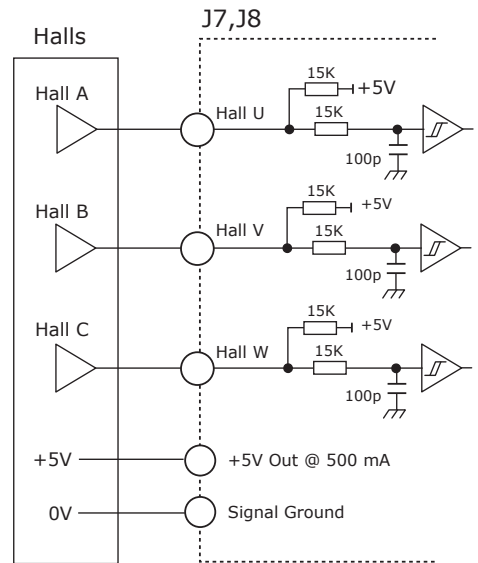 J7,J8
Halls
15K
+5V
Hall A
Hall U
15K
100p
15K
+5V
Hall B
Hall V
15K
100p
15K
+5V
Hall C
Hall W
15K
100p
+5V
+5V Out @ 500 mA
0V
Signal Ground